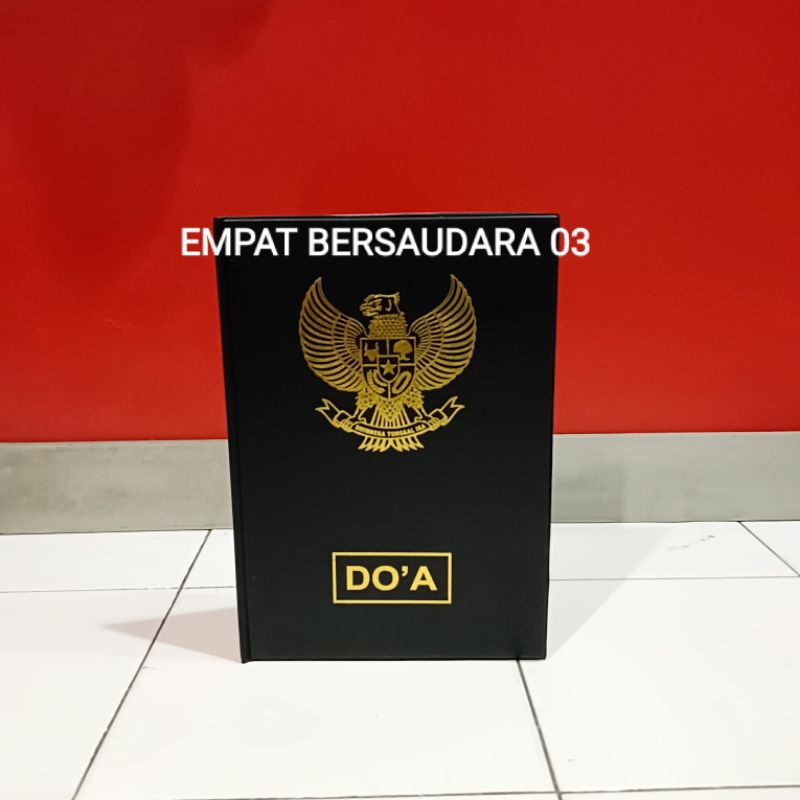 EMPAT BERSAUDARA 03
BHINNEKA TUNGGAL IKA
DO'A